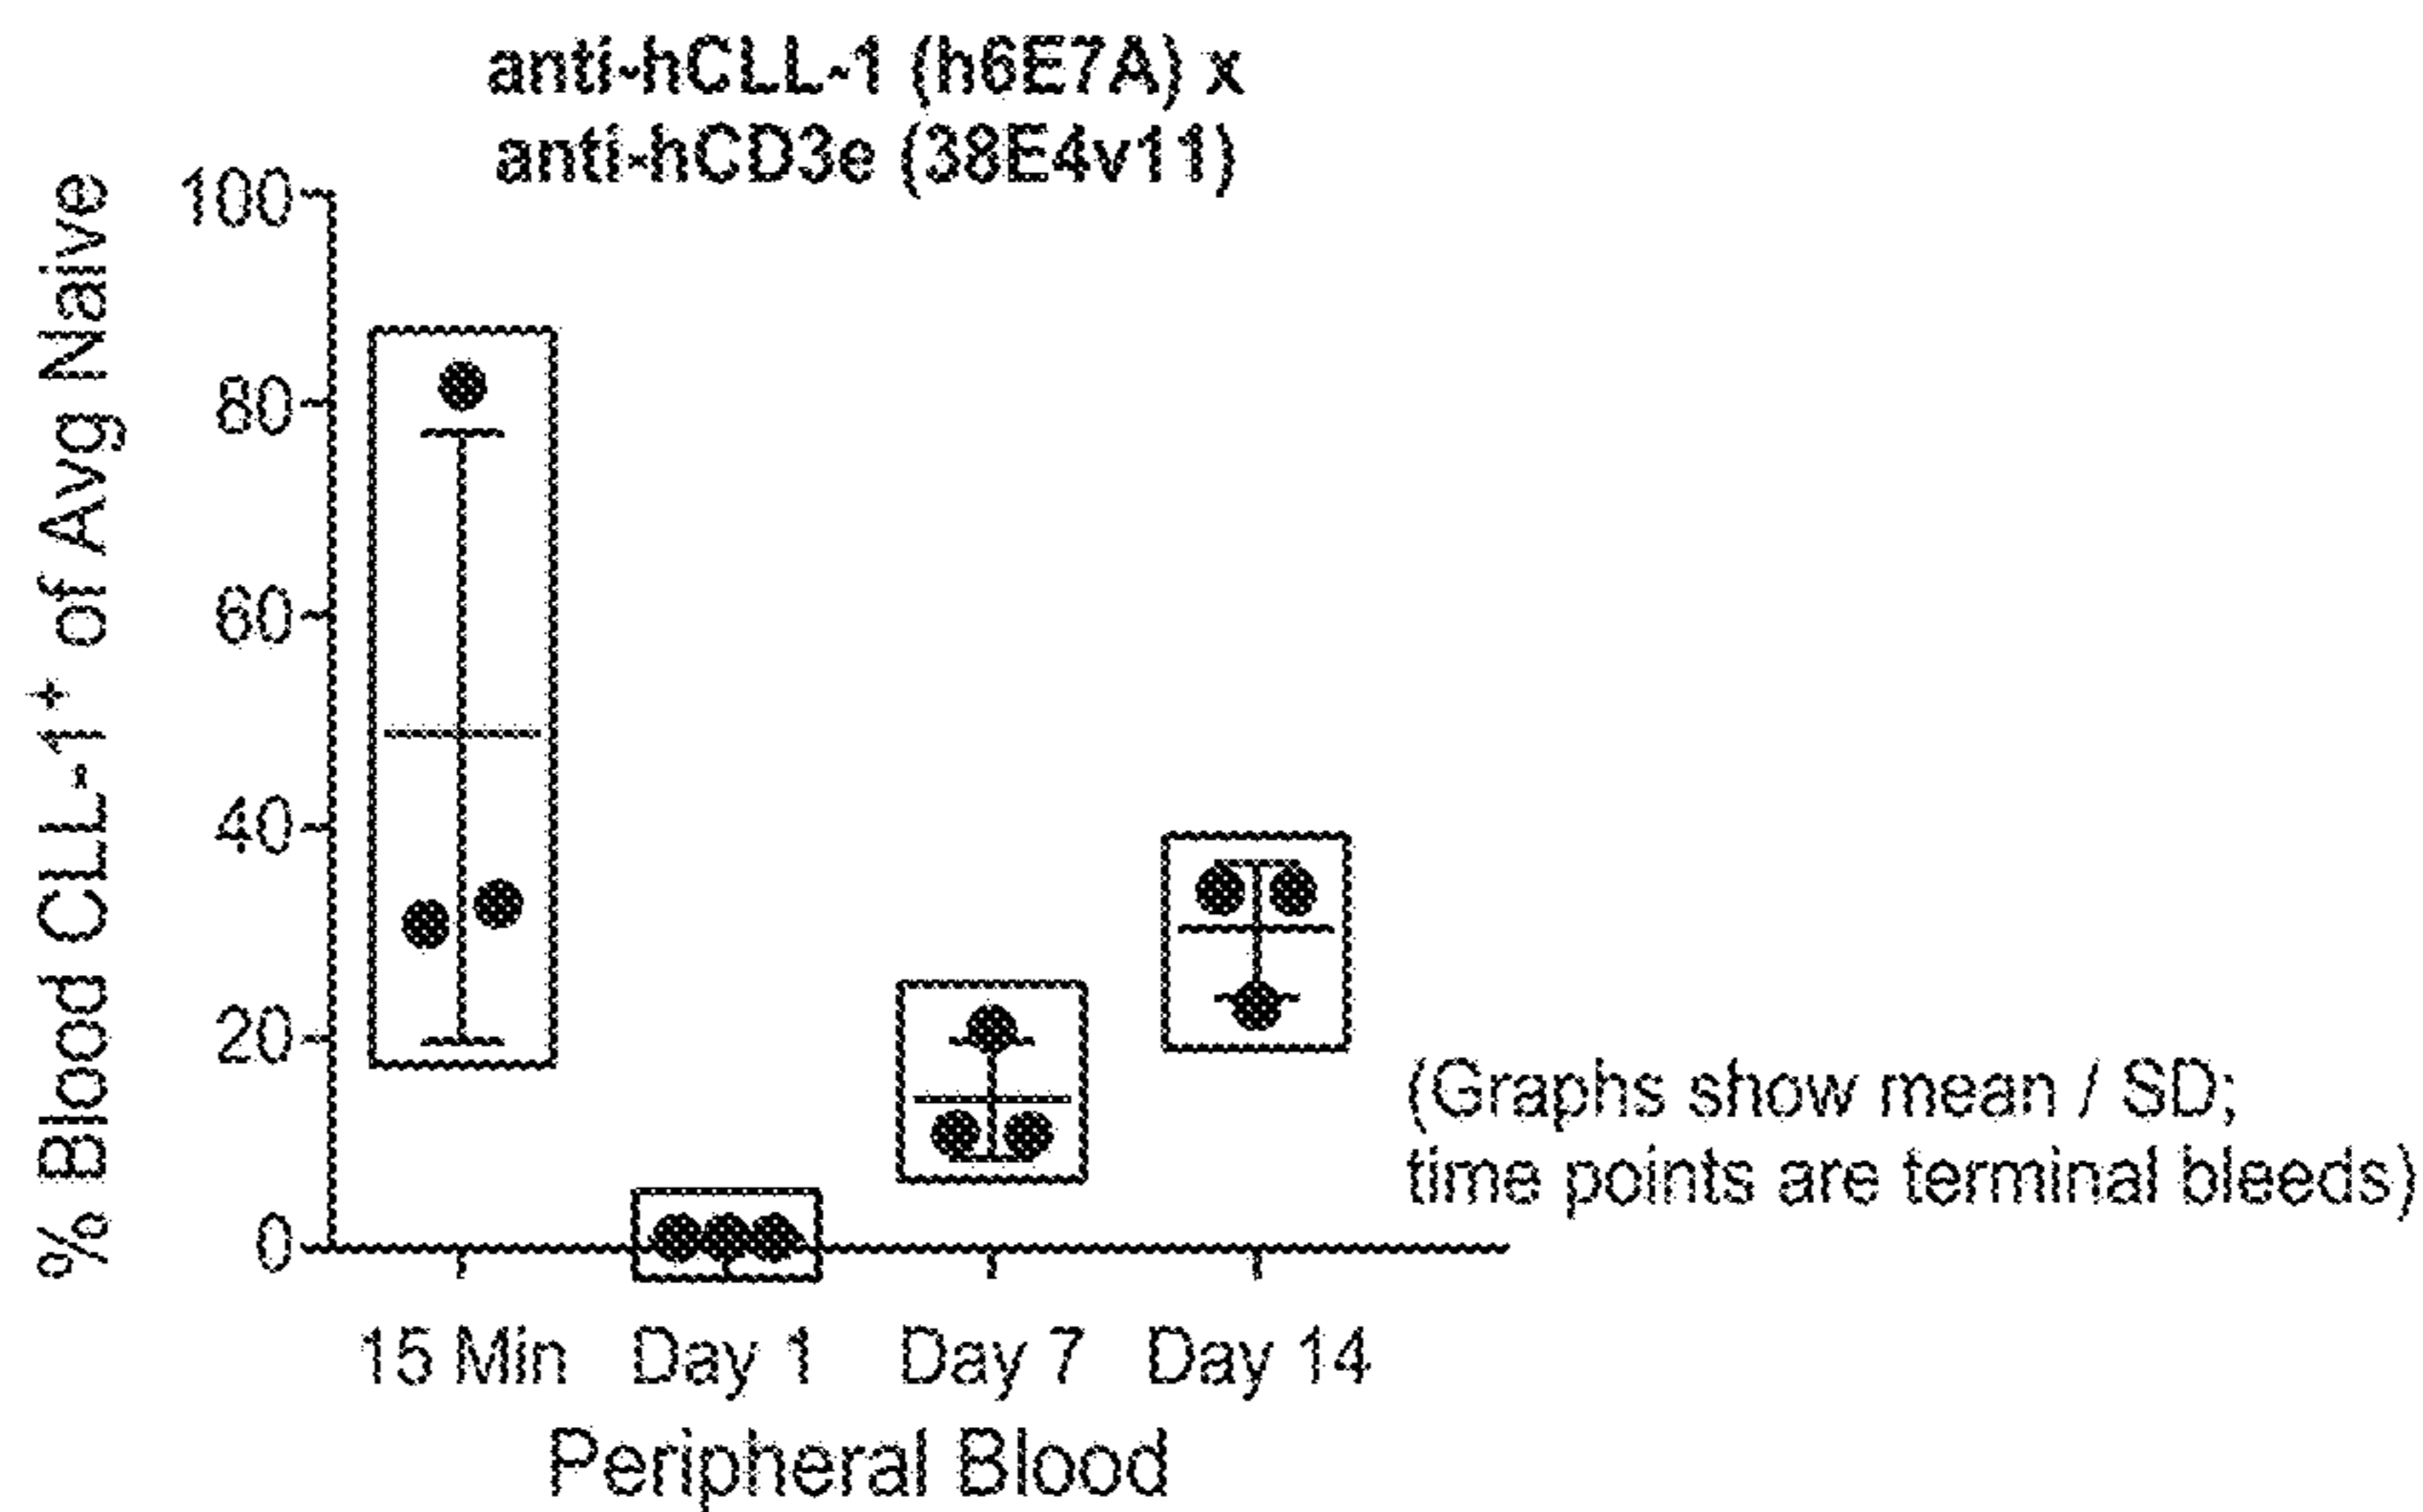 anti-hCLL-1 (h6E7A) x
anti-hCD3e (38E4v11)
% Blood CLL-1⁺ of Avg Naive
100
80
60
40
20
0
15 Min Day 1 Day 7 Day 14
Peripheral Blood
(Graphs show mean / SD;
time points are terminal bleeds)